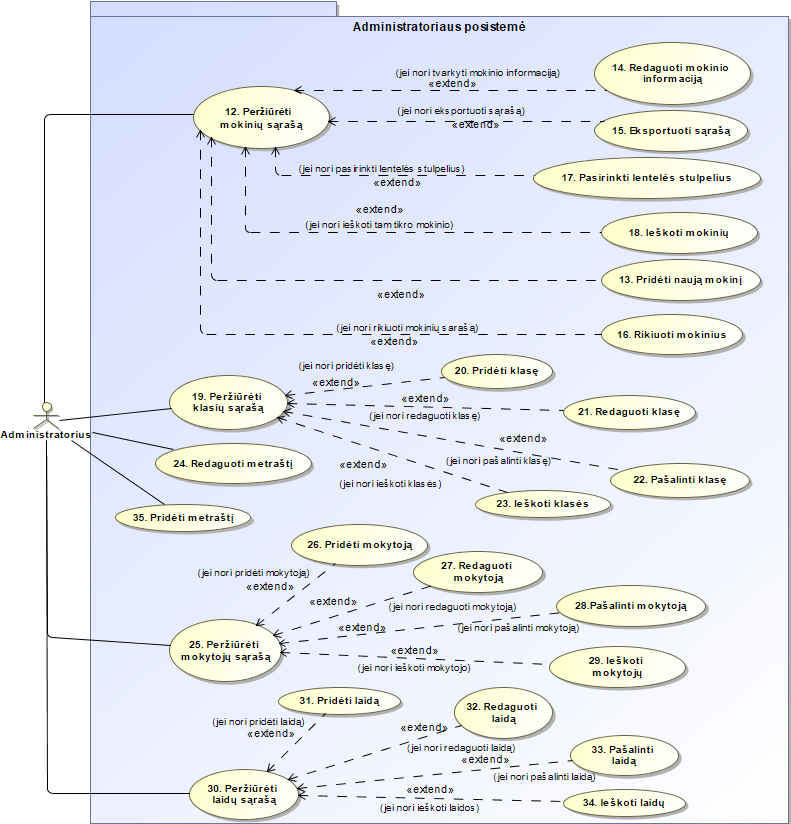 Administratoriaus posistemė
(jei nori tvarkyti mokinio informaciją)
«extend»
14. Redaguoti mokinio
informaciją
12. Peržiūrėti
mokinių sąrašą
(jei nori eksportuoti sąrašą)
«extend»
15. Eksportuoti sąrašą
(jei nori pasirinkti lentelės stulpelius)
«extend»
17. Pasirinkti lentelės stulpelius
«extend»
(jei nori ieškoti tam tikro mokinio)
18. Ieškoti mokinių
«extend»
13. Pridėti naują mokinį
(jei nori rikiuoti mokinių sąrašą)
«extend»
16. Rikiuoti mokinius
(jei nori pridėti klasę)
«extend»
20. Pridėti klasę
19. Peržiūrėti
klasių sąrašą
«extend»
(jei nori redaguoti klasę)
21. Redaguoti klasę
Administratorius
«extend»
(jei nori pašalinti klasę)
22. Pašalinti klasę
24. Redaguoti metraštį
«extend»
(jei nori ieškoti klasės)
23. Ieškoti klasės
35. Pridėti metraštį
26. Pridėti mokytoją
(jei nori pridėti mokytoją)
«extend»
27. Redaguoti
mokytoją
«extend»
(jei nori redaguoti mokytoją)
28.Pašalinti mokytoją
«extend»
(jei nori pašalinti mokytoją)
25. Peržiūrėti
mokytojų sąrašą
«extend»
(jei nori ieškoti mokytojo)
29. Ieškoti
mokytojų
31. Pridėti laidą
(jei nori pridėti laidą)
«extend»
32. Redaguoti
laidą
«extend»
(jei nori redaguoti laidą)
33. Pašalinti
laidą
«extend»
(jei nori pašalinti laidą)
30. Peržiūrėti
laidų sąrašą
«extend»
(jei nori ieškoti laidos)
34. Ieškoti laidų